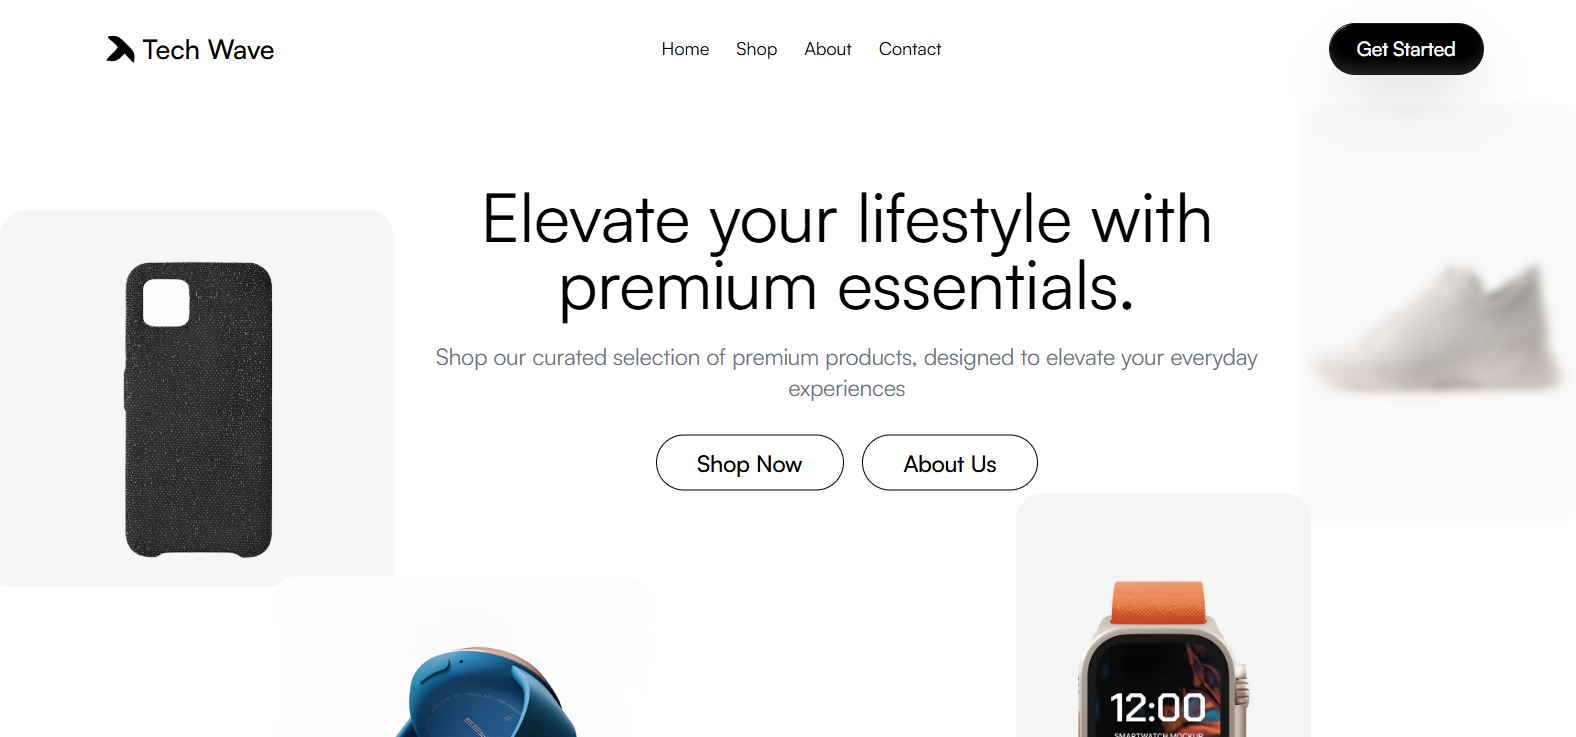 Tech Wave
Home
Shop
About
Contact
Get Started
Elevate your lifestyle with
premium essentials.
Shop our curated selection of premium products, designed to elevate your everyday
experiences
Shop Now
About Us
12:00
SMARTWATCH MOCKUP